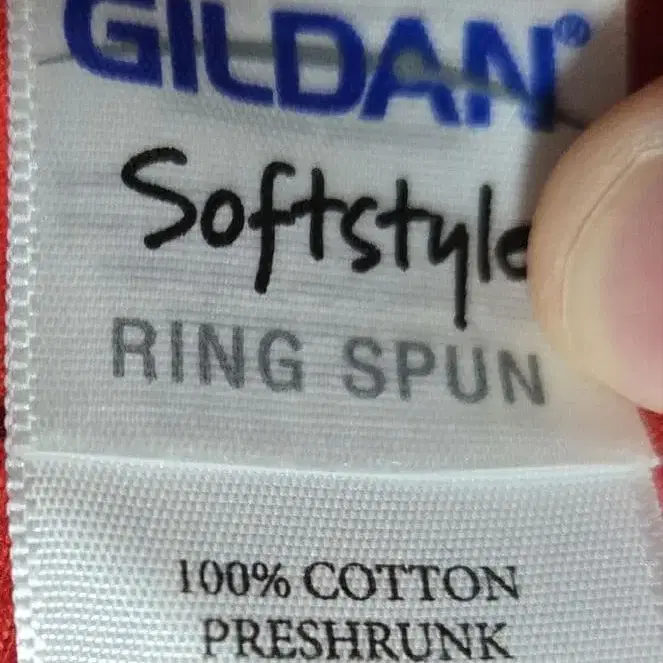 GILDAN®
Softstyle
RING SPUN
100% COTTON
PRESHRUNK